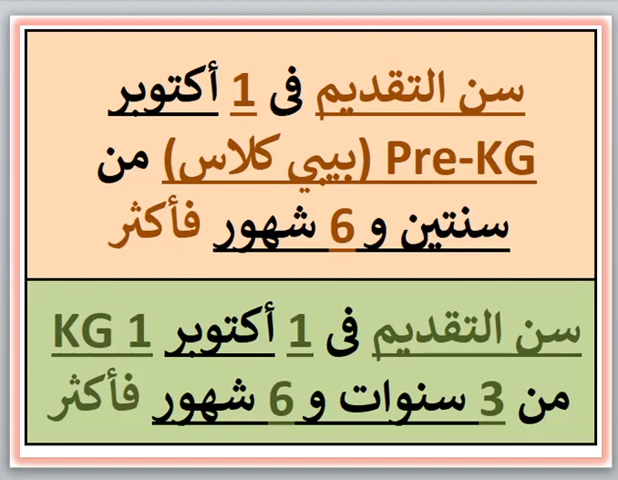 سن التقديم فى 1 أكتوبر
Pre-KG (بيبي كلاس) من
سنتين و 6 شهور فأكثر
سن التقديم فى 1 أكتوبر KG 1
من 3 سنوات و 6 شهور فأكثر